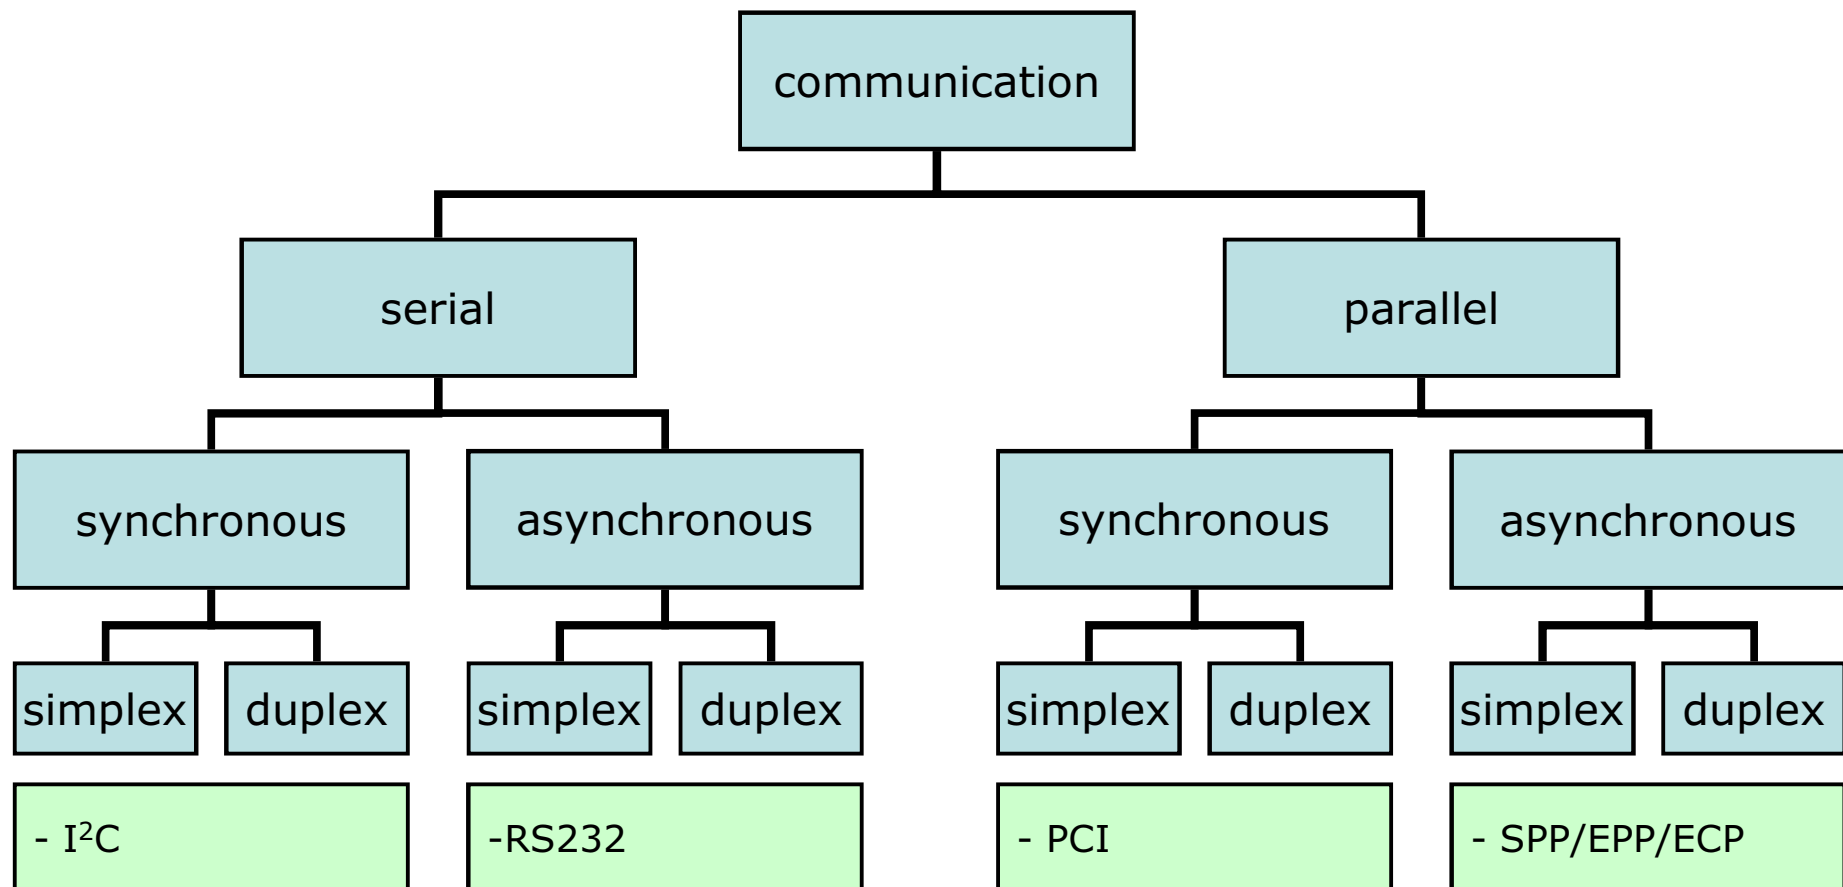 communication
serial
parallel
synchronous
asynchronous
synchronous
asynchronous
simplex
duplex
simplex
duplex
simplex
duplex
simplex
duplex
- I²C
-RS232
- PCI
- SPP/EPP/ECP